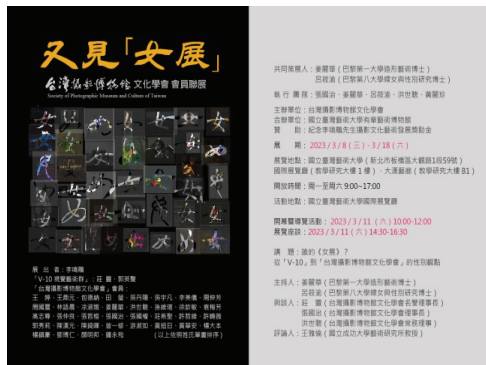 又見「女展」
台灣攝影博物館文化學會 會員聯展
Society of Photographic Museum and Culture of Taiwan
展 出 者：李鳴鵰
「V-10 視覺藝術群」：莊 靈、郭英聲
「台灣攝影博物館文化學會」會員：
（以上依照姓氏筆畫排序）
共同策展人：姜麗華（巴黎第一大學造形藝術博士）
呂筱渝（巴黎第八大學婦女與性別研究博士）
執 行 團 隊：張國治、姜麗華、呂筱渝、洪世聰、黃麗珍
主辦單位：台灣攝影博物館文化學會
合辦單位：國立臺灣藝術大學有章藝術博物館
贊 助：紀念李鳴鵰先生攝影文化藝術發展獎勵金
展 期：2023 / 3 / 8 (三) - 3 / 18 (六)
展覽地點：國立臺灣藝術大學（新北市板橋區大觀路1段59號）
國際展覽廳（教學研究大樓 1 樓）、大漢藝廊（教學研究大樓 B1）
開放時間：周一至周六 9:00~17:00
活動地點：國立臺灣藝術大學國際展覽廳
開幕暨導覽活動： 2023 / 3 / 11 （六) 10:00-12:00
展覽座談：2023 / 3 / 11 (六) 14:30-16:30
講 題：誰的《女展》？
從「V-10」到「台灣攝影博物館文化學會」的性別觀點
主持人：姜麗華（巴黎第一大學造形藝術博士）
呂筱渝（巴黎第八大學婦女與性別研究博士）
與談人：莊 靈（台灣攝影博物館文化學會名譽理事長）
張國治（台灣攝影博物館文化學會理事長）
洪世聰（台灣攝影博物館文化學會常務理事）
評論人：王雅倫（國立成功大學藝術研究所教授）